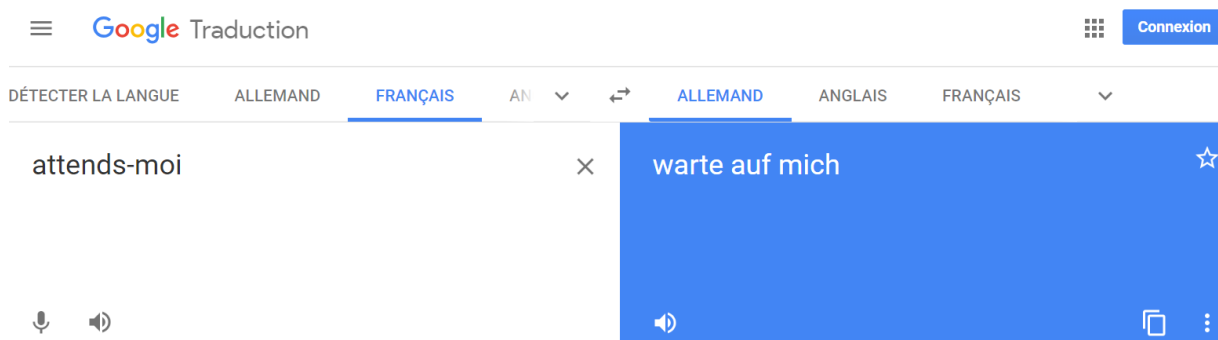 Google Traduction
Connexion
DÉTECTER LA LANGUE ALLEMAND FRANÇAIS
ALLEMAND ANGLAIS FRANÇAIS
attends-moi
warte auf mich